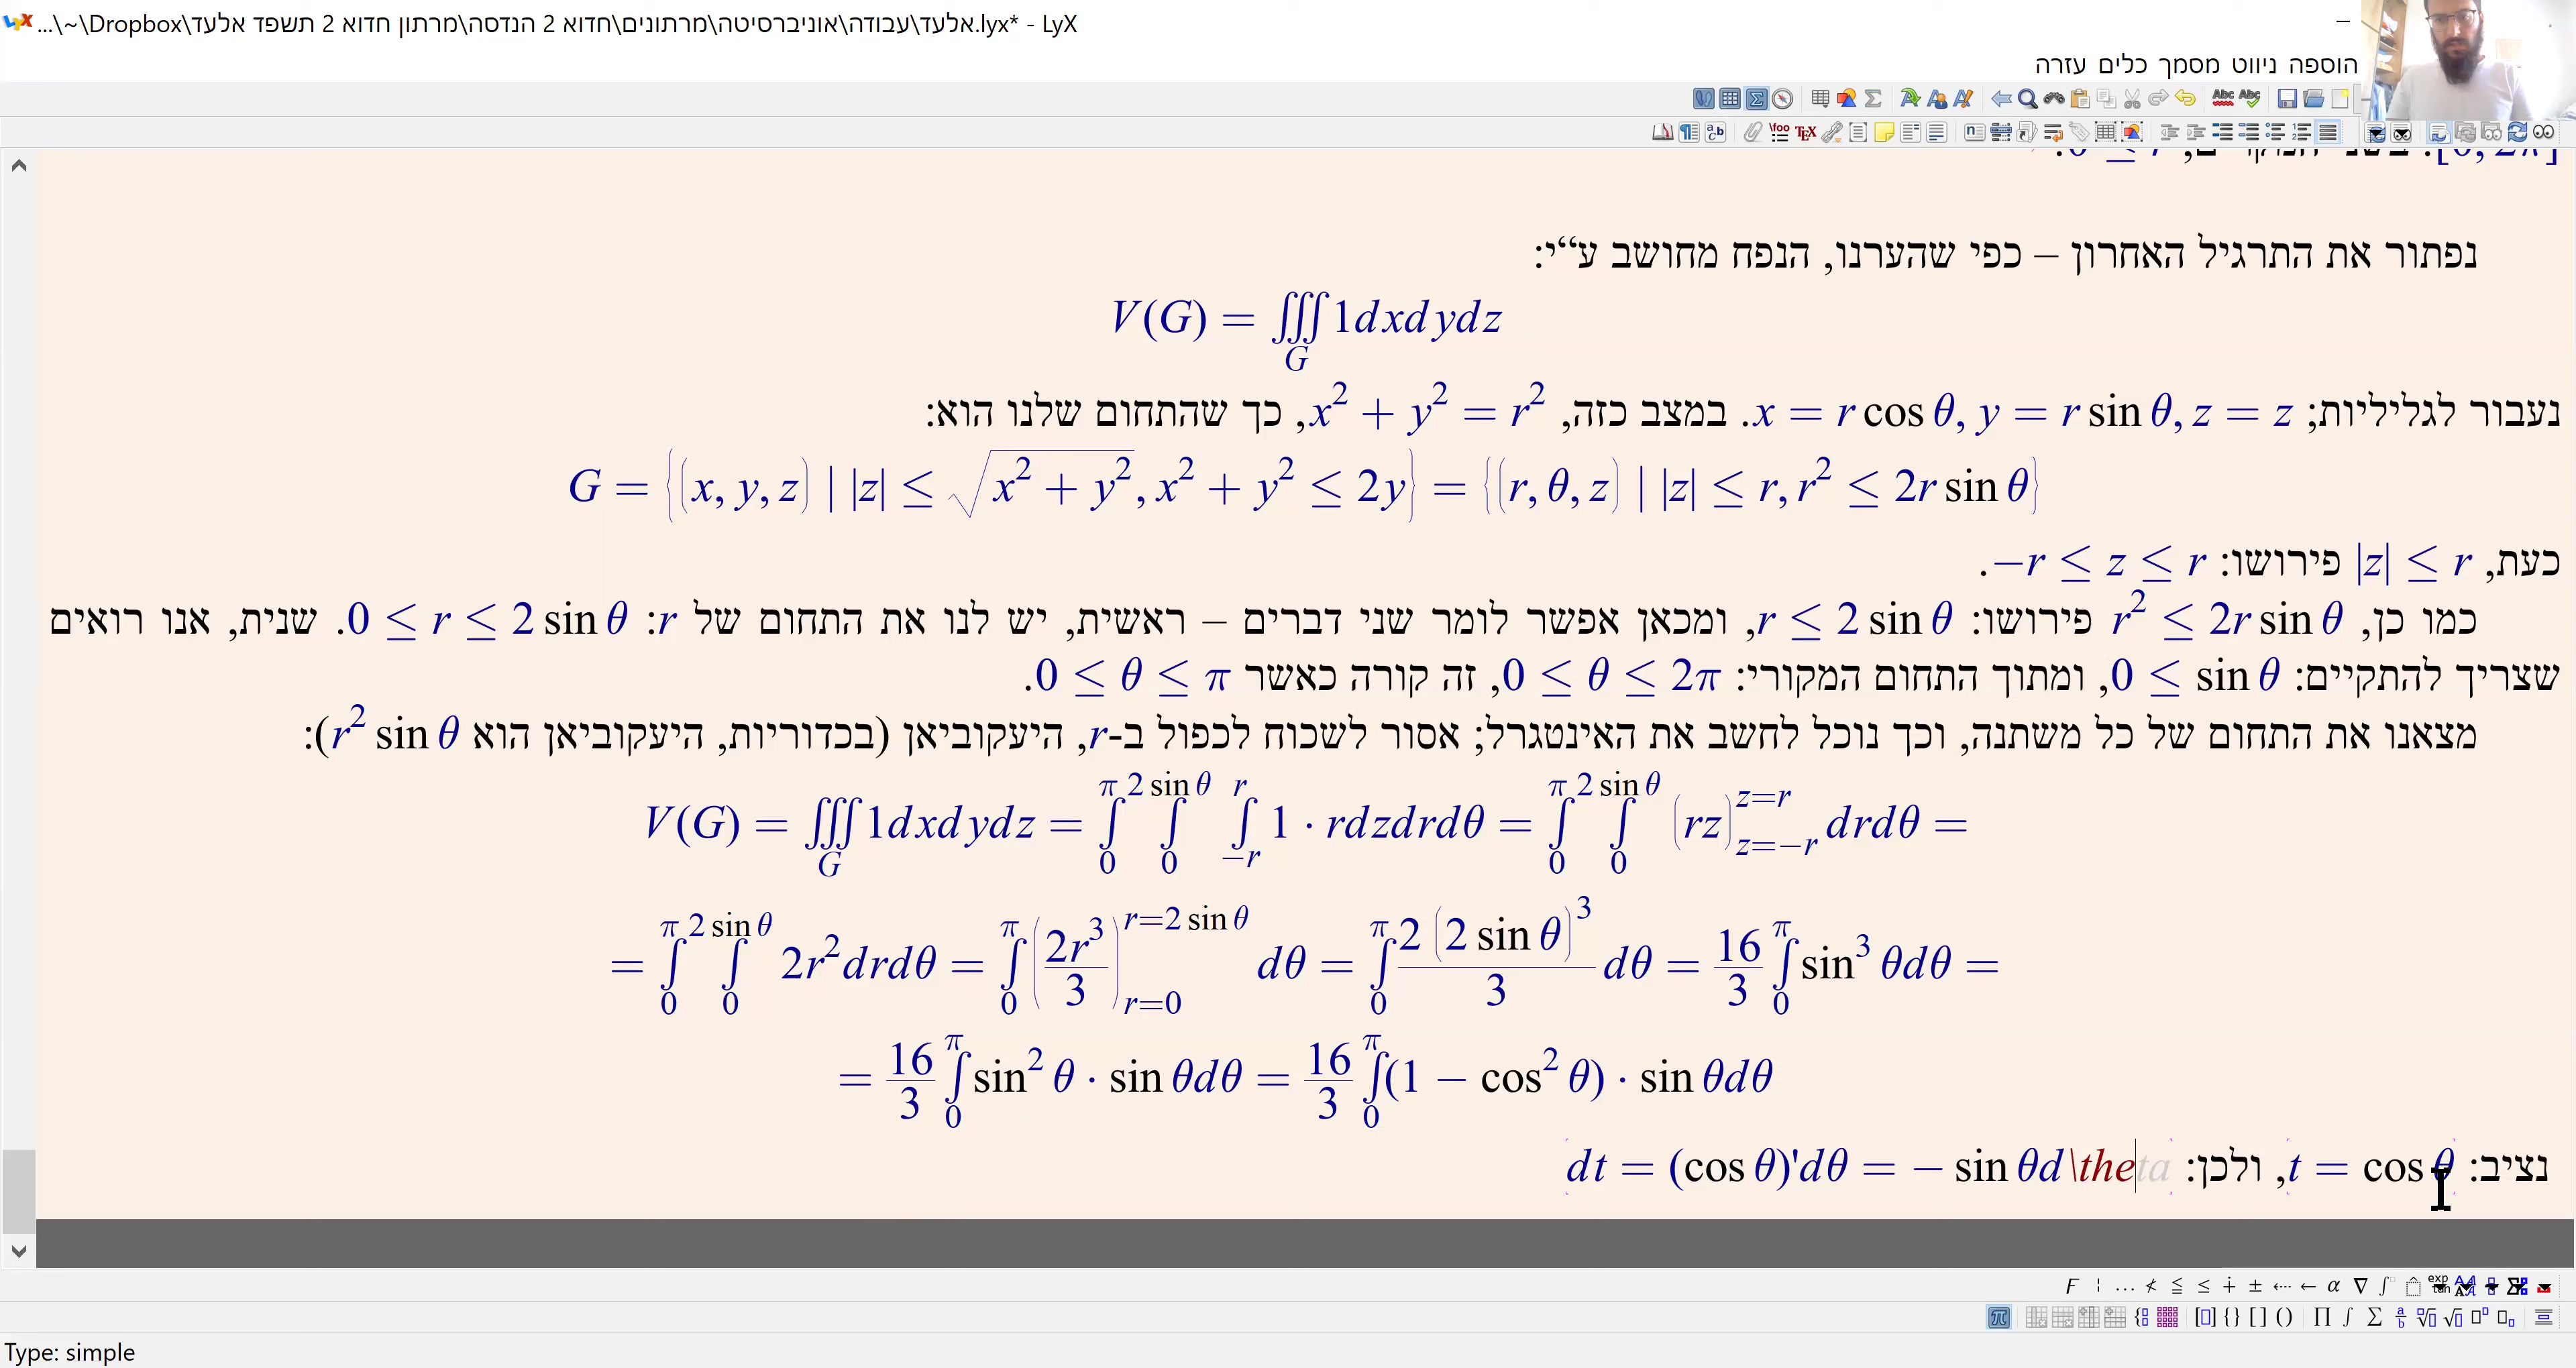 ...\~\Dropbox\אלעד\עבודה\אוניברסיטה\מרתונים\חדוא 2 הנדסה\מרתון חדוא 2 תשפד אלעד.lyx* - LyX
הוספה ניווט מסמך כלים עזרה
נפתור את התרגיל האחרון – כפי שהערנו, הנפח מחושב ע“י:
V(G) = ∭_G 1dxdydz
נעבור לגליליות; x = r cos θ, y = r sin θ, z = z. במצב כזה, x² + y² = r², כך שהתחום שלנו הוא:
G = {(x, y, z) | |z| ≤ √(x² + y²), x² + y² ≤ 2y} = {(r, θ, z) | |z| ≤ r, r² ≤ 2r sin θ}
כעת, |z| ≤ r פירושו: −r ≤ z ≤ r.
כמו כן, r² ≤ 2r sin θ פירושו: r ≤ 2 sin θ, ומכאן אפשר לומר שני דברים – ראשית, יש לנו את התחום של r: 0 ≤ r ≤ 2 sin θ. שנית, אנו רואים
שצריך להתקיים: 0 ≤ sin θ, ומתוך התחום המקורי: 0 ≤ θ ≤ 2π, זה קורה כאשר 0 ≤ θ ≤ π.
מצאנו את התחום של כל משתנה, וכך נוכל לחשב את האינטגרל; אסור לשכוח לכפול ב-r, היעקוביאן (בכדוריות, היעקוביאן הוא r² sin θ):
V(G) = ∭_G 1dxdydz = ∫_0^π ∫_0^{2 sin θ} ∫_{−r}^{r} 1 · rdzdrdθ = ∫_0^π ∫_0^{2 sin θ} (rz)_{z=−r}^{z=r} drdθ =
= ∫_0^π ∫_0^{2 sin θ} 2r²drdθ = ∫_0^π (2r³/3)_{r=0}^{r=2 sin θ} dθ = ∫_0^π 2(2 sin θ)³/3 dθ = 16/3 ∫_0^π sin³ θdθ =
= 16/3 ∫_0^π sin² θ · sin θdθ = 16/3 ∫_0^π (1 − cos² θ) · sin θdθ
נציב: t = cos θ, ולכן: dt = (cos θ)'dθ = − sin θd\theta
Type: simple